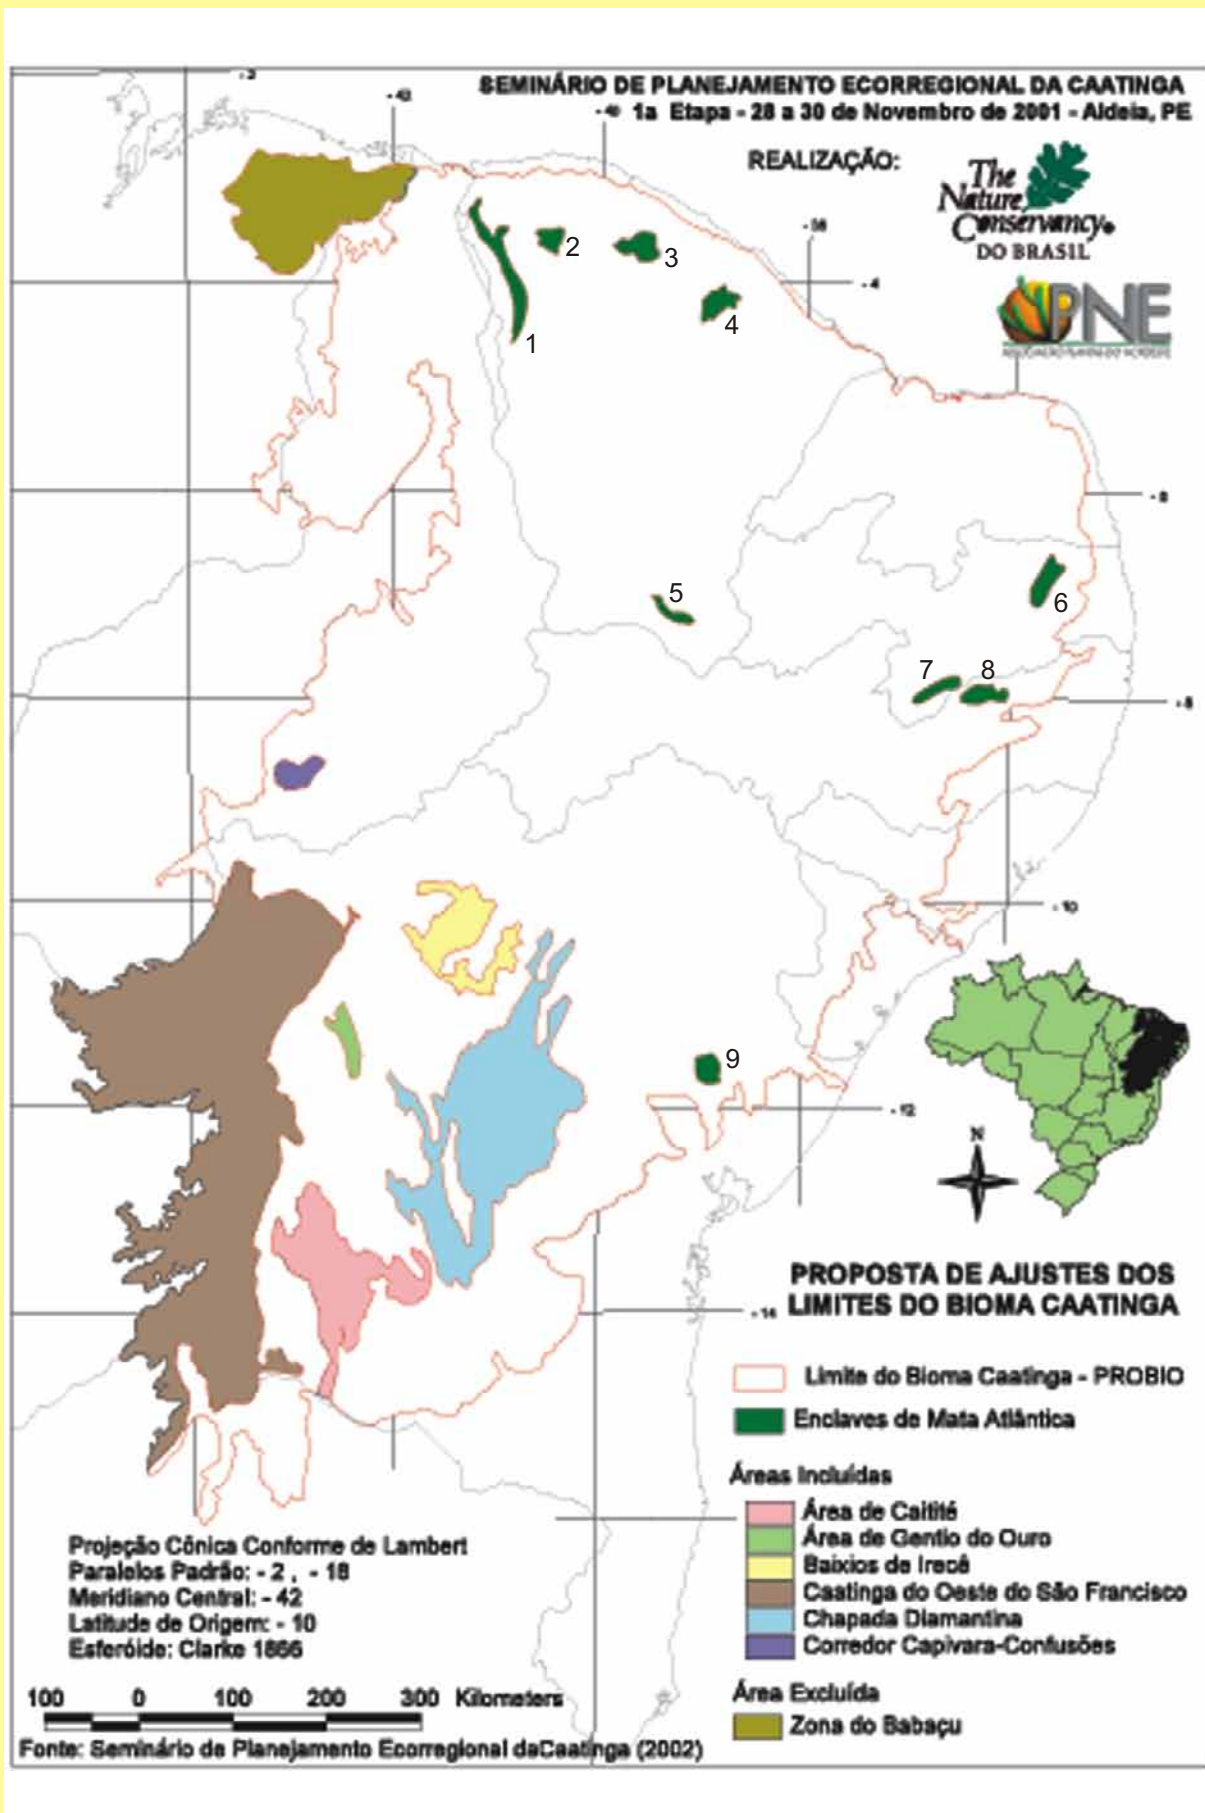 SEMINÁRIO DE PLANEJAMENTO ECORREGIONAL DA CAATINGA
1a Etapa - 28 a 30 de Novembro de 2001 - Aldeia, PE
REALIZAÇÃO:
The
Nature
Conservancy
DO BRASIL
PNE
- 42
- 40
- 4
1
2
3
4
5
6
7
8
9
- 10
- 12
- 14
N
PROPOSTA DE AJUSTES DOS
LIMITES DO BIOMA CAATINGA
Limite do Bioma Caatinga - PROBIO
Enclaves de Mata Atlântica
Áreas Incluídas
Área de Caitité
Área de Gentio do Ouro
Baixios de Irecê
Caatinga do Oeste do São Francisco
Chapada Diamantina
Corredor Capivara-Confusões
Área Excluída
Zona do Babaçu
Projeção Cônica Conforme de Lambert
Paralelos Padrão: - 2 , - 18
Meridiano Central: - 42
Latitude de Origem: - 10
Esferóide: Clarke 1866
100 0 100 200 300 Kilometers
Fonte: Seminário de Planejamento Ecorregional daCaatinga (2002)